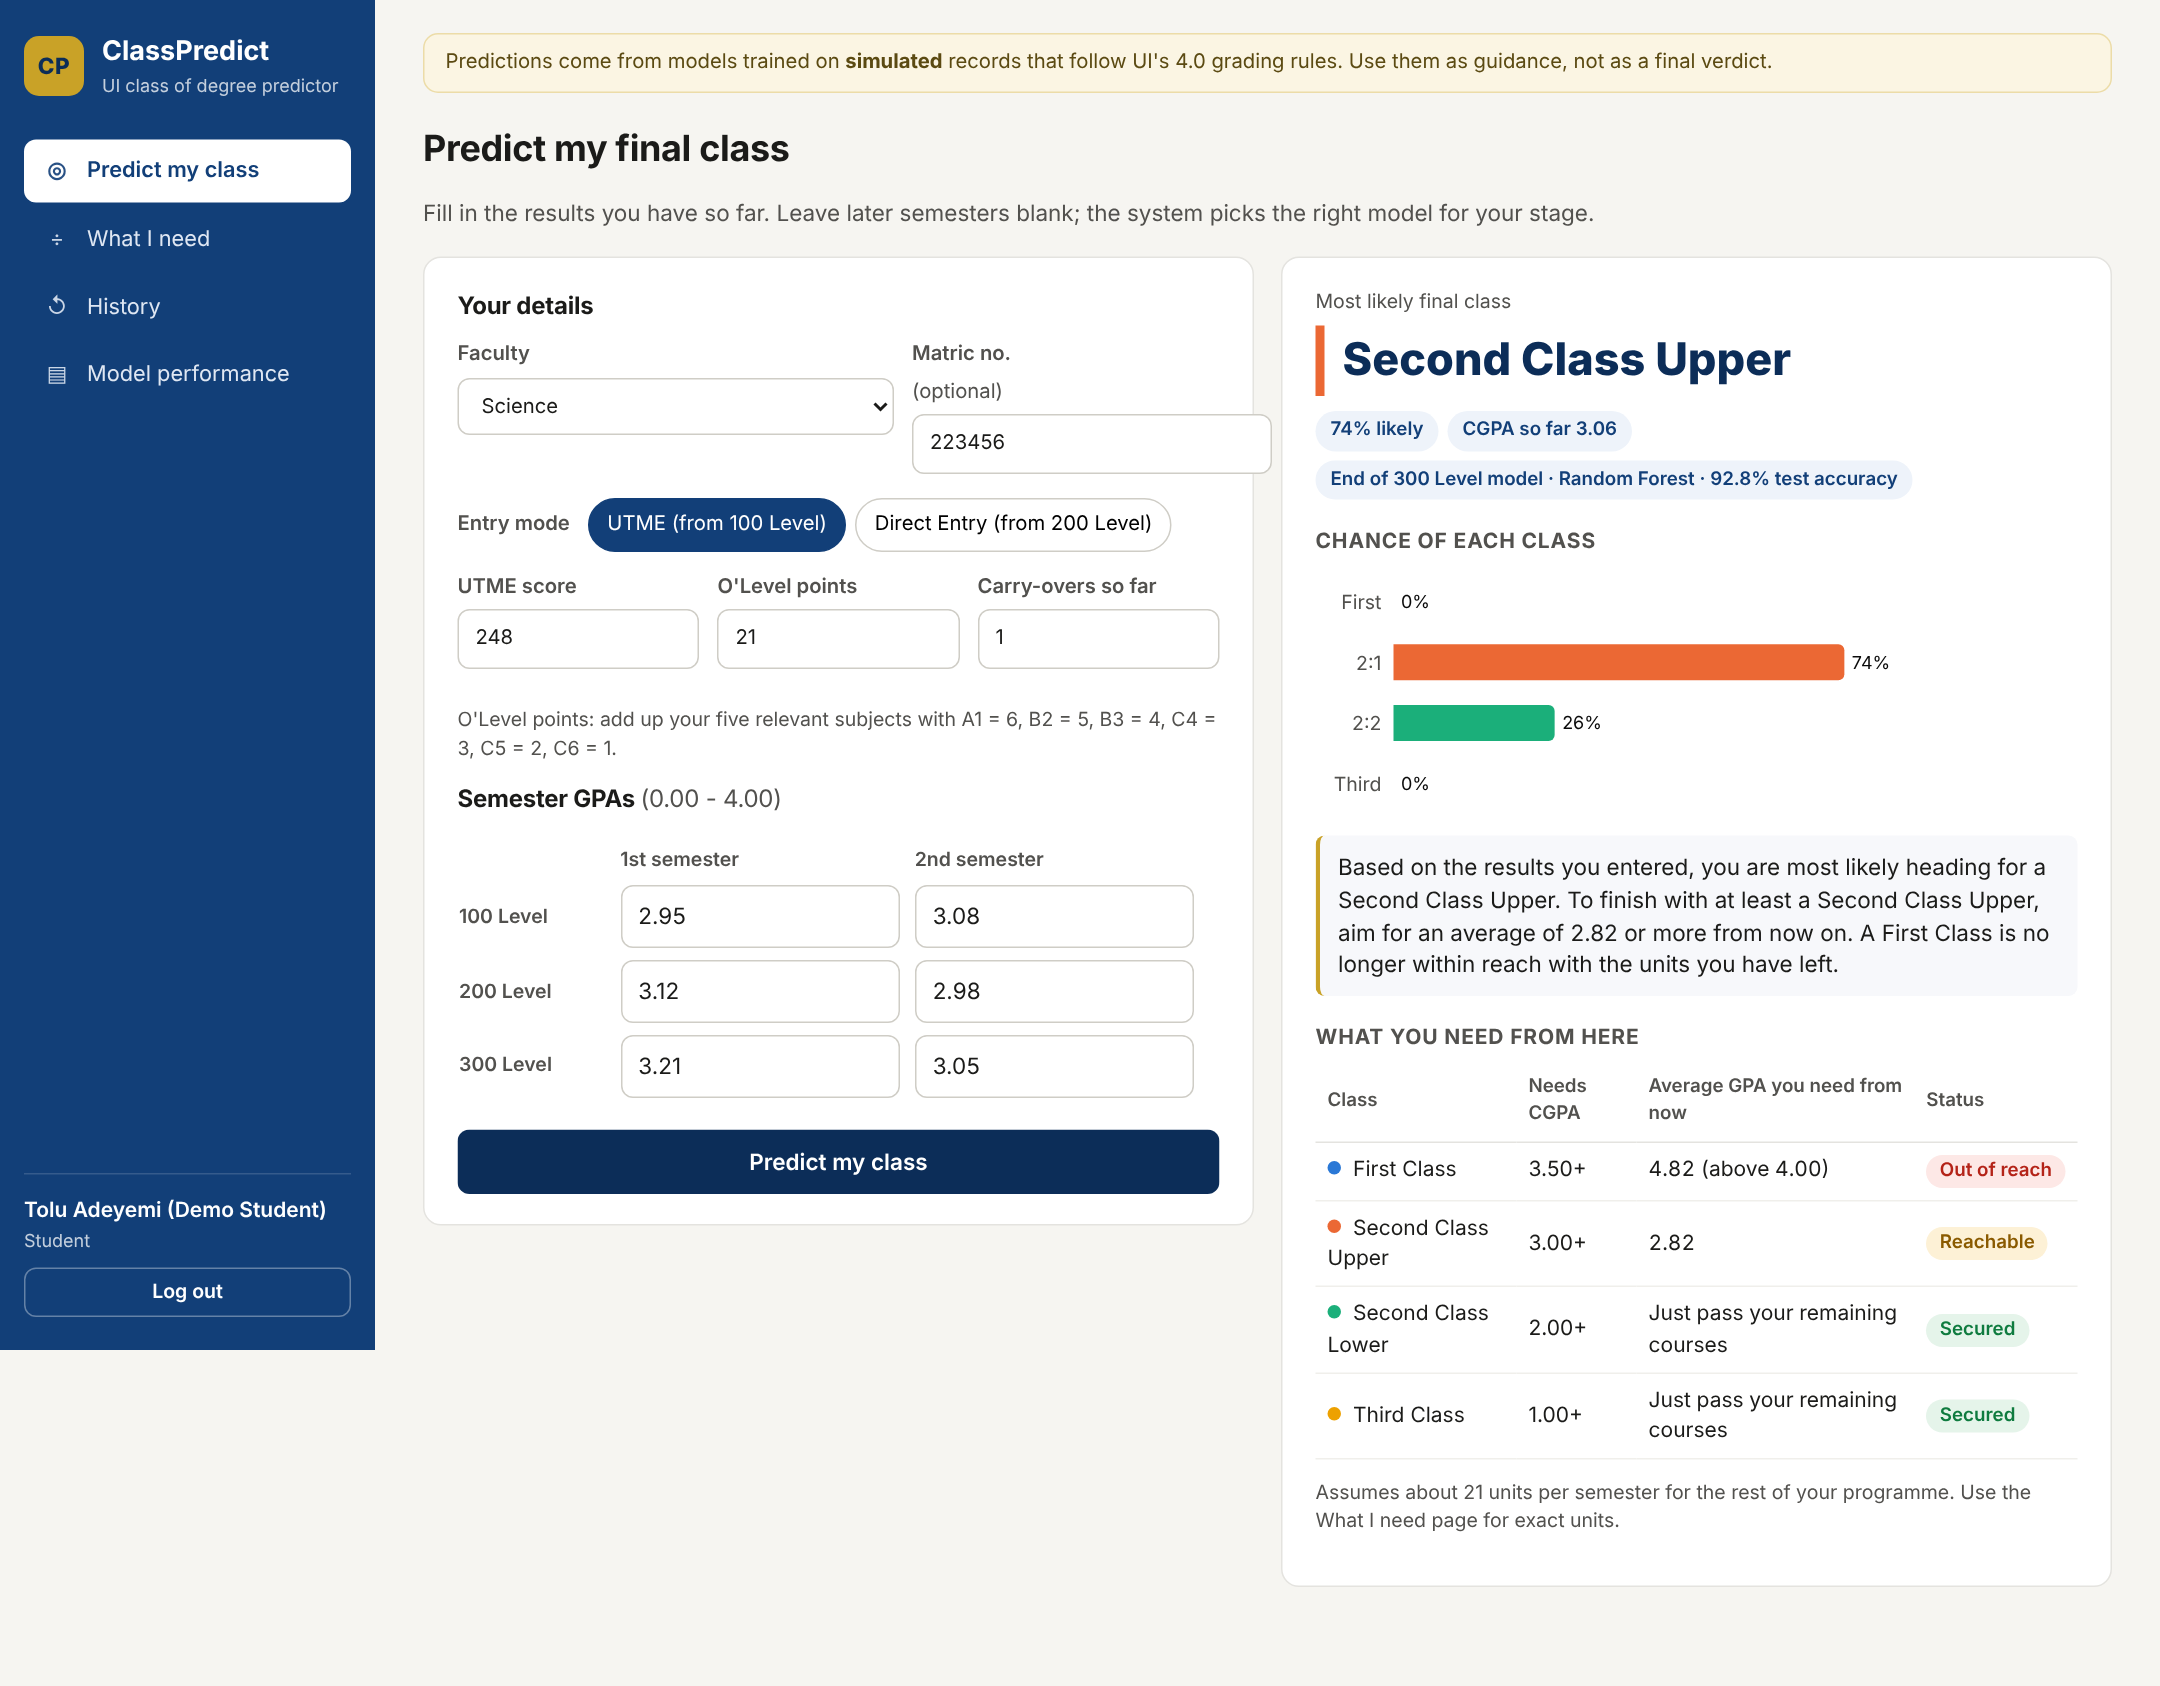 CP
ClassPredict
UI class of degree predictor
Predict my class
What I need
History
Model performance
Tolu Adeyemi (Demo Student)
Student
Log out
Predictions come from models trained on simulated records that follow UI's 4.0 grading rules. Use them as guidance, not as a final verdict.
Predict my final class
Fill in the results you have so far. Leave later semesters blank; the system picks the right model for your stage.
Your details
Faculty
Science
Matric no.
(optional)
223456
Entry mode
UTME (from 100 Level)
Direct Entry (from 200 Level)
UTME score
O'Level points
Carry-overs so far
248
21
1
O'Level points: add up your five relevant subjects with A1 = 6, B2 = 5, B3 = 4, C4 =
3, C5 = 2, C6 = 1.
Semester GPAs (0.00 - 4.00)
1st semester 2nd semester
100 Level 2.95 3.08
200 Level 3.12 2.98
300 Level 3.21 3.05
Predict my class
Most likely final class
Second Class Upper
74% likely
CGPA so far 3.06
End of 300 Level model · Random Forest · 92.8% test accuracy
CHANCE OF EACH CLASS
First 0%
2:1 74%
2:2 26%
Third 0%
Based on the results you entered, you are most likely heading for a
Second Class Upper. To finish with at least a Second Class Upper,
aim for an average of 2.82 or more from now on. A First Class is no
longer within reach with the units you have left.
WHAT YOU NEED FROM HERE
Class
Needs
CGPA
Average GPA you need from
now
Status
First Class 3.50+ 4.82 (above 4.00) Out of reach
Second Class
Upper
3.00+ 2.82 Reachable
Second Class
Lower
2.00+
Just pass your remaining
courses
Secured
Third Class 1.00+
Just pass your remaining
courses
Secured
Assumes about 21 units per semester for the rest of your programme. Use the
What I need page for exact units.